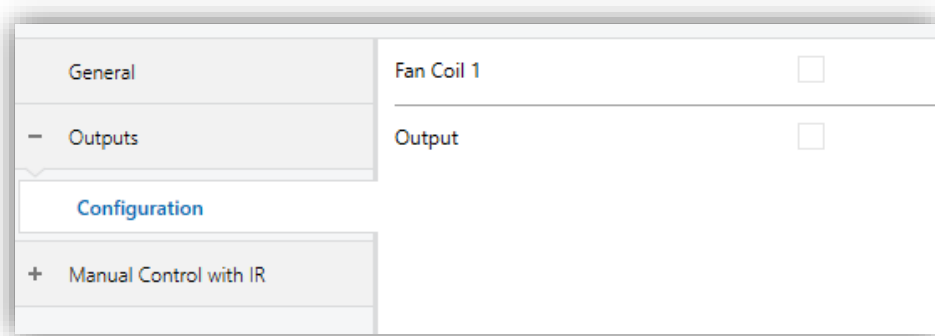 General
Outputs
Configuration
Manual Control with IR
Fan Coil 1
Output